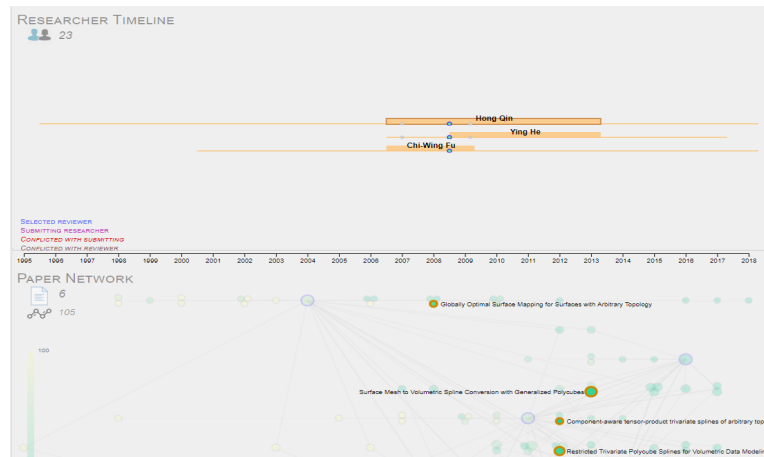 RESEARCHER TIMELINE
23
Hong Qin
Ying He
Chi-Wing Fu
SELECTED REVIEWER
SUBMITTING RESEARCHER
CONFLICTED WITH SUBMITTING
CONFLICTED WITH REVIEWER
1995 1996 1997 1998 1999 2000 2001 2002 2003 2004 2005 2006 2007 2008 2009 2010 2011 2012 2013 2014 2015 2016 2017 2018
PAPER NETWORK
6
Globally Optimal Surface Mapping for Surfaces with Arbitrary Topology
105
100
Surface Mesh to Volumetric Spline Conversion with Generalized Polycubes
Component-aware tensor-product trivariate splines of arbitrary top
Restricted Trivariate Polycube Splines for Volumetric Data Modelin